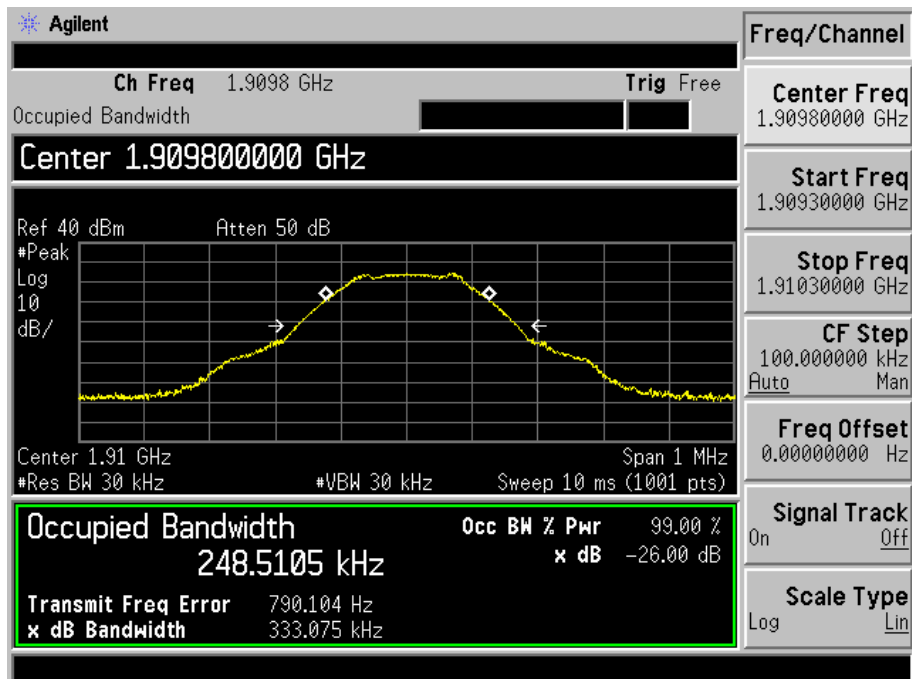 Agilent
Ch Freq 1.9098 GHz Trig Free
Occupied Bandwidth
Center 1.909800000 GHz
Ref 40 dBm Atten 50 dB
#Peak
Log
10
dB/
Center 1.91 GHz Span 1 MHz
#Res BW 30 kHz #VBW 30 kHz Sweep 10 ms (1001 pts)
Occupied Bandwidth
248.5105 kHz
Occ BW % Pwr 99.00 %
x dB -26.00 dB
Transmit Freq Error 790.104 Hz
x dB Bandwidth 333.075 kHz
Freq/Channel
Center Freq
1.90980000 GHz
Start Freq
1.90930000 GHz
Stop Freq
1.91030000 GHz
CF Step
100.000000 kHz
Auto Man
Freq Offset
0.00000000 Hz
Signal Track
On Off
Scale Type
Log Lin